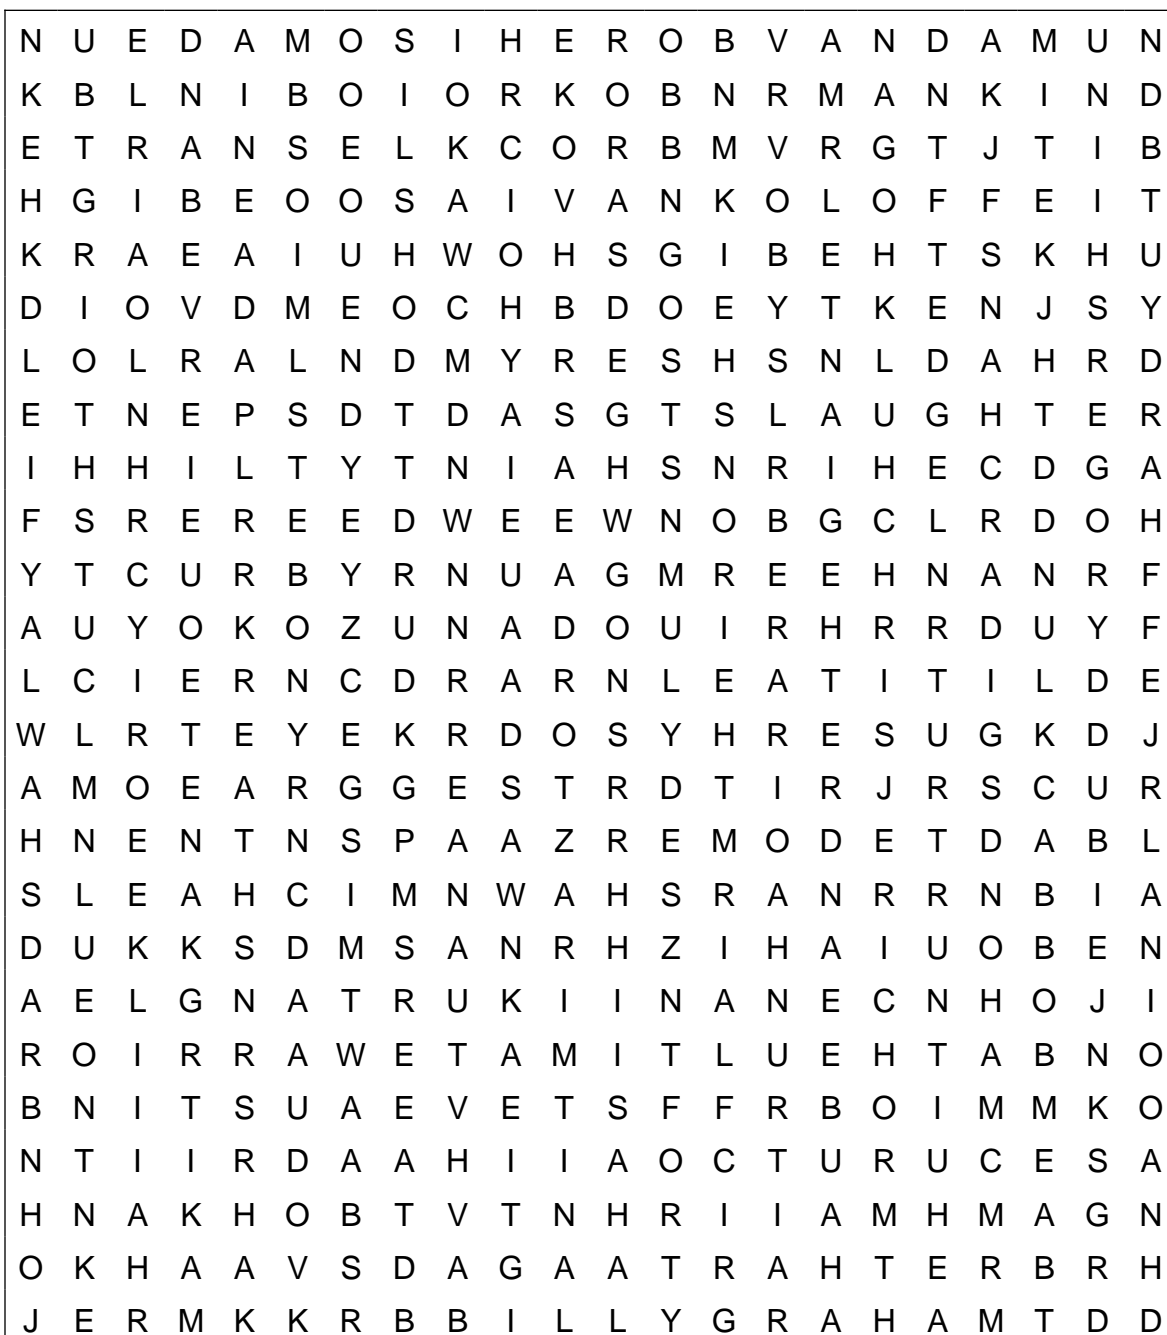 N U E D A M O S I H E R O B V A N D A M U N
K B L N I B O I O R K O B N R M A N K I N D
E T R A N S E L K C O R B M V R G T J T I B
H G I B E O O S A I V A N K O L O F F E I T
K R A E A I U H W O H S G I B E H T S K H U
D I O V D M E O C H B D O E Y T K E N J S Y
L O L R A L N D M Y R E S H S N L D A H R D
E T N E P S D T D A S G T S L A U G H T E R
I H H I L T Y T N I A H S N R I H E C D G A
F S R E R E E D W E E W N O B G C L R D O H
Y T C U R B Y R N U A G M R E E H N A N R F
A U Y O K O Z U N A D O U I R H R R D U Y F
L C I E R N C D R A R N L E A T I T I L D E
W L R T E Y E K R D O S Y H R E S U G K D J
A M O E A R G G E S T R D T I R J R S C U R
H N E N T N S P A A Z R E M O D E T D A B L
S L E A H C I M N W A H S R A N R R N B I A
D U K K S D M S A N R H Z I H A I U O B E N
A E L G N A T R U K I I N A N E C N H O J I
R O I R R A W E T A M I T L U E H T A B N O
B N I T S U A E V E T S F F R B O I M M K O
N T I I R D A A H I I A O C T U R U C E S A
H N A K H O B T V T N H R I I A M H M A G N
O K H A A V S D A G A A T R A H T E R B R H
J E R M K K R B B I L L Y G R A H A M T D D